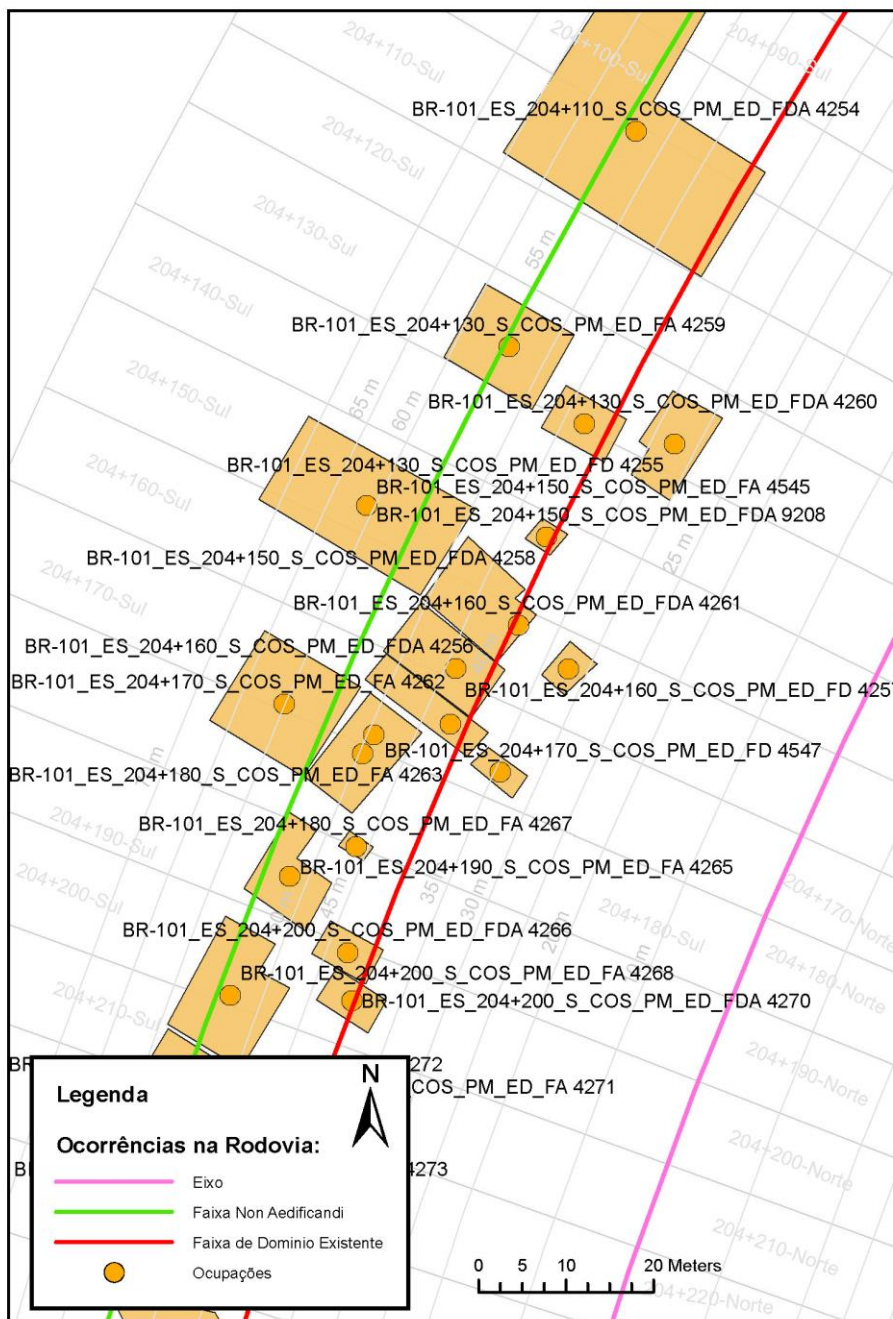 204+110-Sul
204+100-Sul
204+090-Sul
BR-101_ES_204+110_S_COS_PM_ED_FDA 4254
204+120-Sul
204+130-Sul
55 m
204+140-Sul
BR-101_ES_204+130_S_COS_PM_ED_FA 4259
204+150-Sul
65 m
60 m
BR-101_ES_204+130_S_COS_PM_ED_FDA 4260
204+160-Sul
BR-101_ES_204+130_S_COS_PM_ED_FD 4255
BR-101_ES_204+150_S_COS_PM_ED_FA 4545
BR-101_ES_204+150_S_COS_PM_ED_FDA 9208
25 m
BR-101_ES_204+150_S_COS_PM_ED_FDA 4258
204+170-Sul
BR-101_ES_204+160_S_COS_PM_ED_FDA 4261
BR-101_ES_204+160_S_COS_PM_ED_FDA 4256
BR-101_ES_204+170_S_COS_PM_ED_FA 4262
BR-101_ES_204+160_S_COS_PM_ED_FD 4257
BR-101_ES_204+170_S_COS_PM_ED_FD 4547
BR-101_ES_204+180_S_COS_PM_ED_FA 4263
204+190-Sul
BR-101_ES_204+180_S_COS_PM_ED_FA 4267
BR-101_ES_204+190_S_COS_PM_ED_FA 4265
204+200-Sul
45 m
35
30 m
204+180-Sul
20 m
204+170-Norte
BR-101_ES_204+200_S_COS_PM_ED_FDA 4266
204+180-Norte
BR-101_ES_204+200_S_COS_PM_ED_FA 4268
BR-101_ES_204+200_S_COS_PM_ED_FDA 4270
204+210-Sul
204+190-Norte
4272
COS_PM_ED_FA 4271
204+200-Norte
4273
204+210-Norte
204+220-Norte
N
Legenda
Ocorrências na Rodovia:
Eixo
Faixa Non Aedificandi
Faixa de Dominio Existente
Ocupações
0 5 10 20 Meters